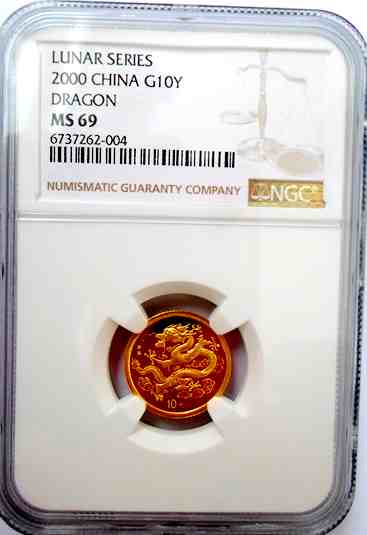 LUNAR SERIES
2000 CHINA G10Y
DRAGON
MS 69
6737262-004
NUMISMATIC GUARANTY COMPANY
NGC
10